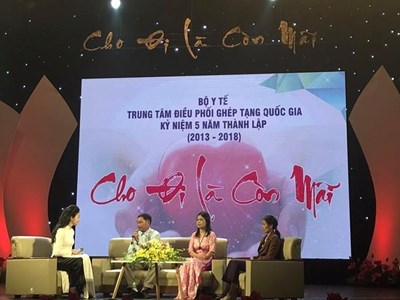 Cho Đi Là Còn Mãi
BỘ Y TẾ
TRUNG TÂM ĐIỀU PHỐI GHÉP TẠNG QUỐC GIA
KỶ NIỆM 5 NĂM THÀNH LẬP
(2013 - 2018)
Cho Đi Là Còn Mãi